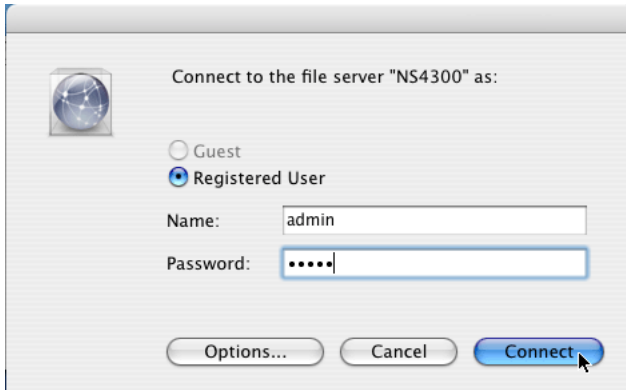 Connect to the file server "NS4300" as:
Guest
Registered User
Name: admin
Password: •••••
Options... Cancel Connect